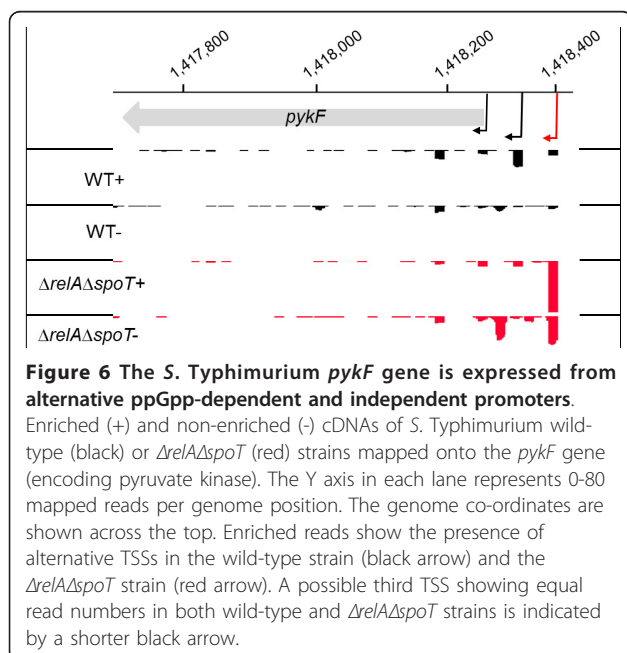 1,417,800 1,418,000 1,418,200 1,418,400
pykF
WT+
WT-
ΔrelAΔspoT+
ΔrelAΔspoT-
Figure 6 The S. Typhimurium pykF gene is expressed from
alternative ppGpp-dependent and independent promoters.
Enriched (+) and non-enriched (-) cDNAs of S. Typhimurium wild-
type (black) or ΔrelAΔspoT (red) strains mapped onto the pykF gene
(encoding pyruvate kinase). The Y axis in each lane represents 0-80
mapped reads per genome position. The genome co-ordinates are
shown across the top. Enriched reads show the presence of
alternative TSSs in the wild-type strain (black arrow) and the
ΔrelAΔspoT strain (red arrow). A possible third TSS showing equal
read numbers in both wild-type and ΔrelAΔspoT strains is indicated
by a shorter black arrow.